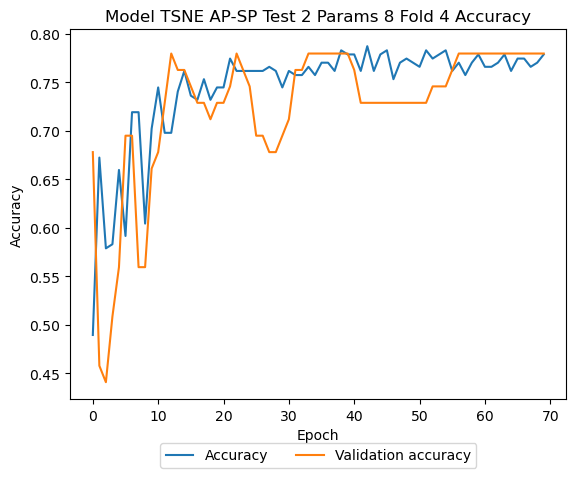 Model TSNE AP-SP Test 2 Params 8 Fold 4 Accuracy
0.80
0.75
0.70
0.65
0.60
0.55
0.50
0.45
Accuracy
0 10 20 30 40 50 60 70
Epoch
Accuracy Validation accuracy